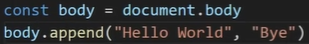 const body = document.body
body.append("Hello World", "Bye")